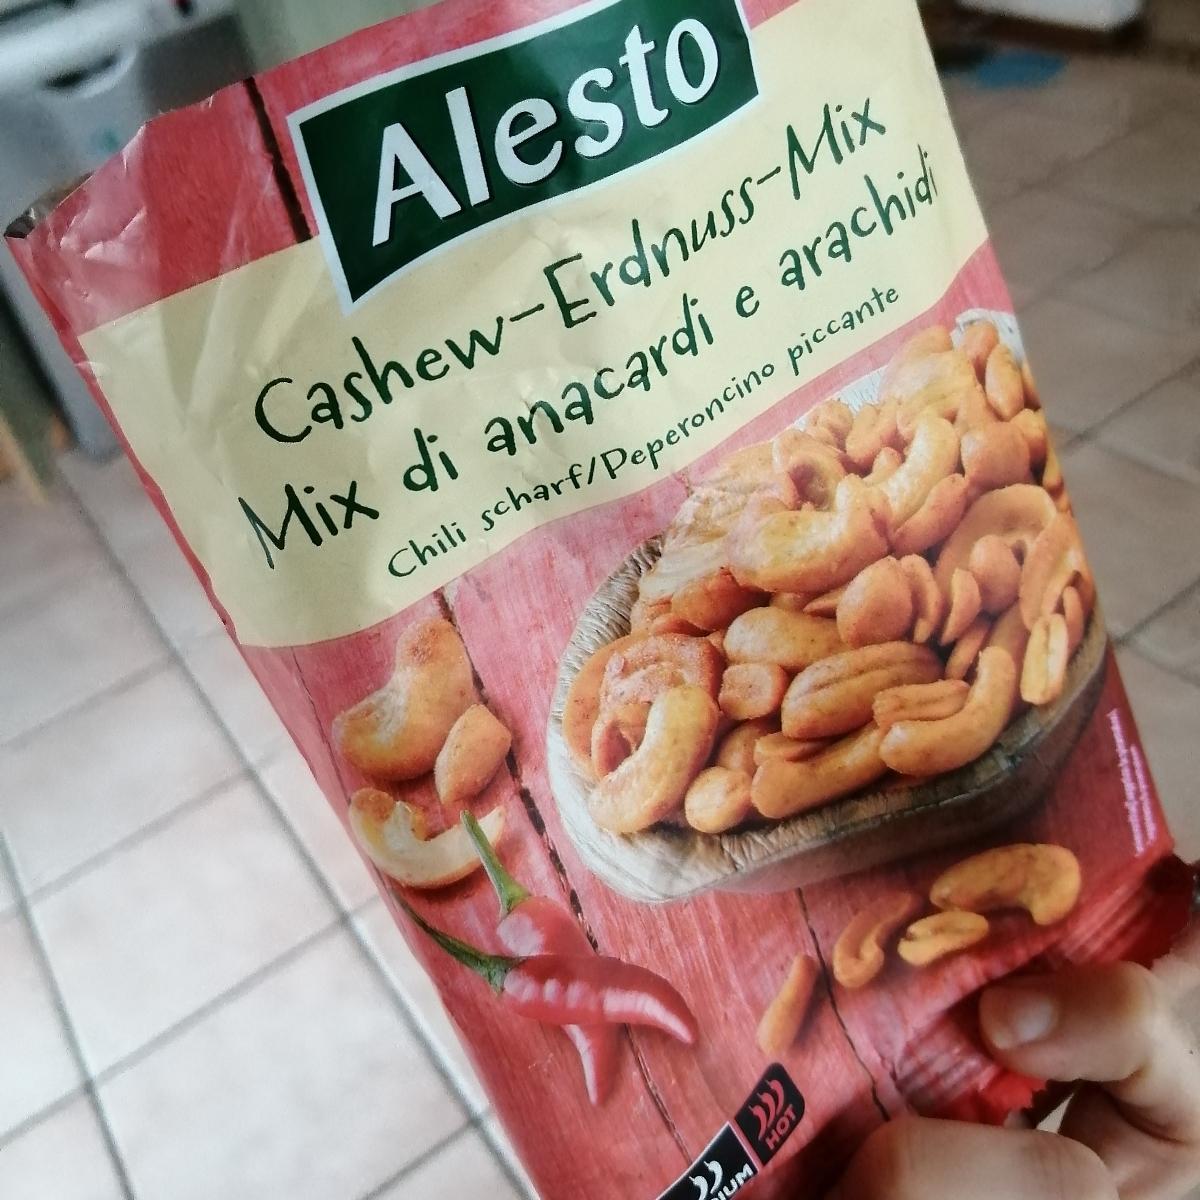 Alesto
Cashew-Erdnuss-Mix
Mix di anacardi e arachidi
Chili scharf/Peperoncino piccante
HOT